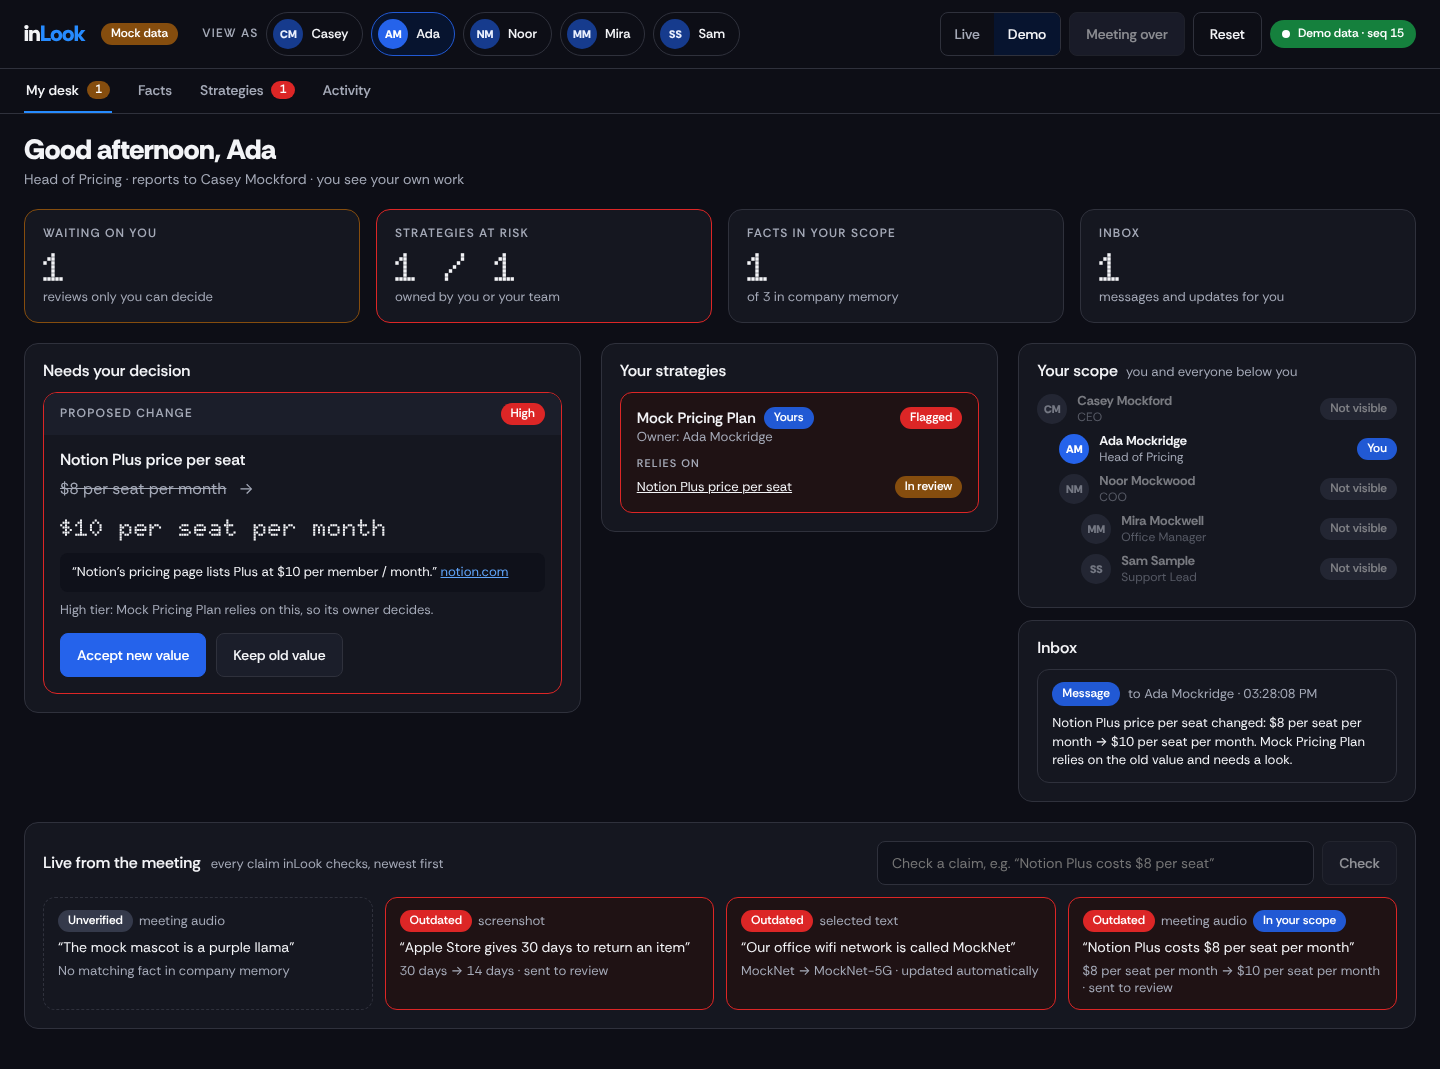 inLook
Mock data
VIEW AS
CM Casey
AM Ada
NM Noor
MM Mira
SS Sam
Live
Demo
Meeting over
Reset
Demo data · seq 15
My desk 1
Facts
Strategies 1
Activity
Good afternoon, Ada
Head of Pricing · reports to Casey Mockford · you see your own work
WAITING ON YOU
1
reviews only you can decide
STRATEGIES AT RISK
1 / 1
owned by you or your team
FACTS IN YOUR SCOPE
1
of 3 in company memory
INBOX
1
messages and updates for you
Needs your decision
PROPOSED CHANGE
High
Notion Plus price per seat
$8 per seat per month →
$10 per seat per month
“Notion’s pricing page lists Plus at $10 per member / month.” notion.com
High tier: Mock Pricing Plan relies on this, so its owner decides.
Accept new value
Keep old value
Your strategies
Mock Pricing Plan Yours Flagged
Owner: Ada Mockridge
RELIES ON
Notion Plus price per seat In review
Your scope you and everyone below you
CM Casey Mockford
CEO
Not visible
AM Ada Mockridge
Head of Pricing
You
NM Noor Mockwood
COO
Not visible
MM Mira Mockwell
Office Manager
Not visible
SS Sam Sample
Support Lead
Not visible
Inbox
Message to Ada Mockridge · 03:28:08 PM
Notion Plus price per seat changed: $8 per seat per
month → $10 per seat per month. Mock Pricing Plan
relies on the old value and needs a look.
Live from the meeting every claim inLook checks, newest first
Check a claim, e.g. “Notion Plus costs $8 per seat”
Check
Unverified meeting audio
“The mock mascot is a purple llama”
No matching fact in company memory
Outdated screenshot
“Apple Store gives 30 days to return an item”
30 days → 14 days · sent to review
Outdated selected text
“Our office wifi network is called MockNet”
MockNet → MockNet-5G · updated automatically
Outdated meeting audio In your scope
“Notion Plus costs $8 per seat per month”
$8 per seat per month → $10 per seat per month
· sent to review